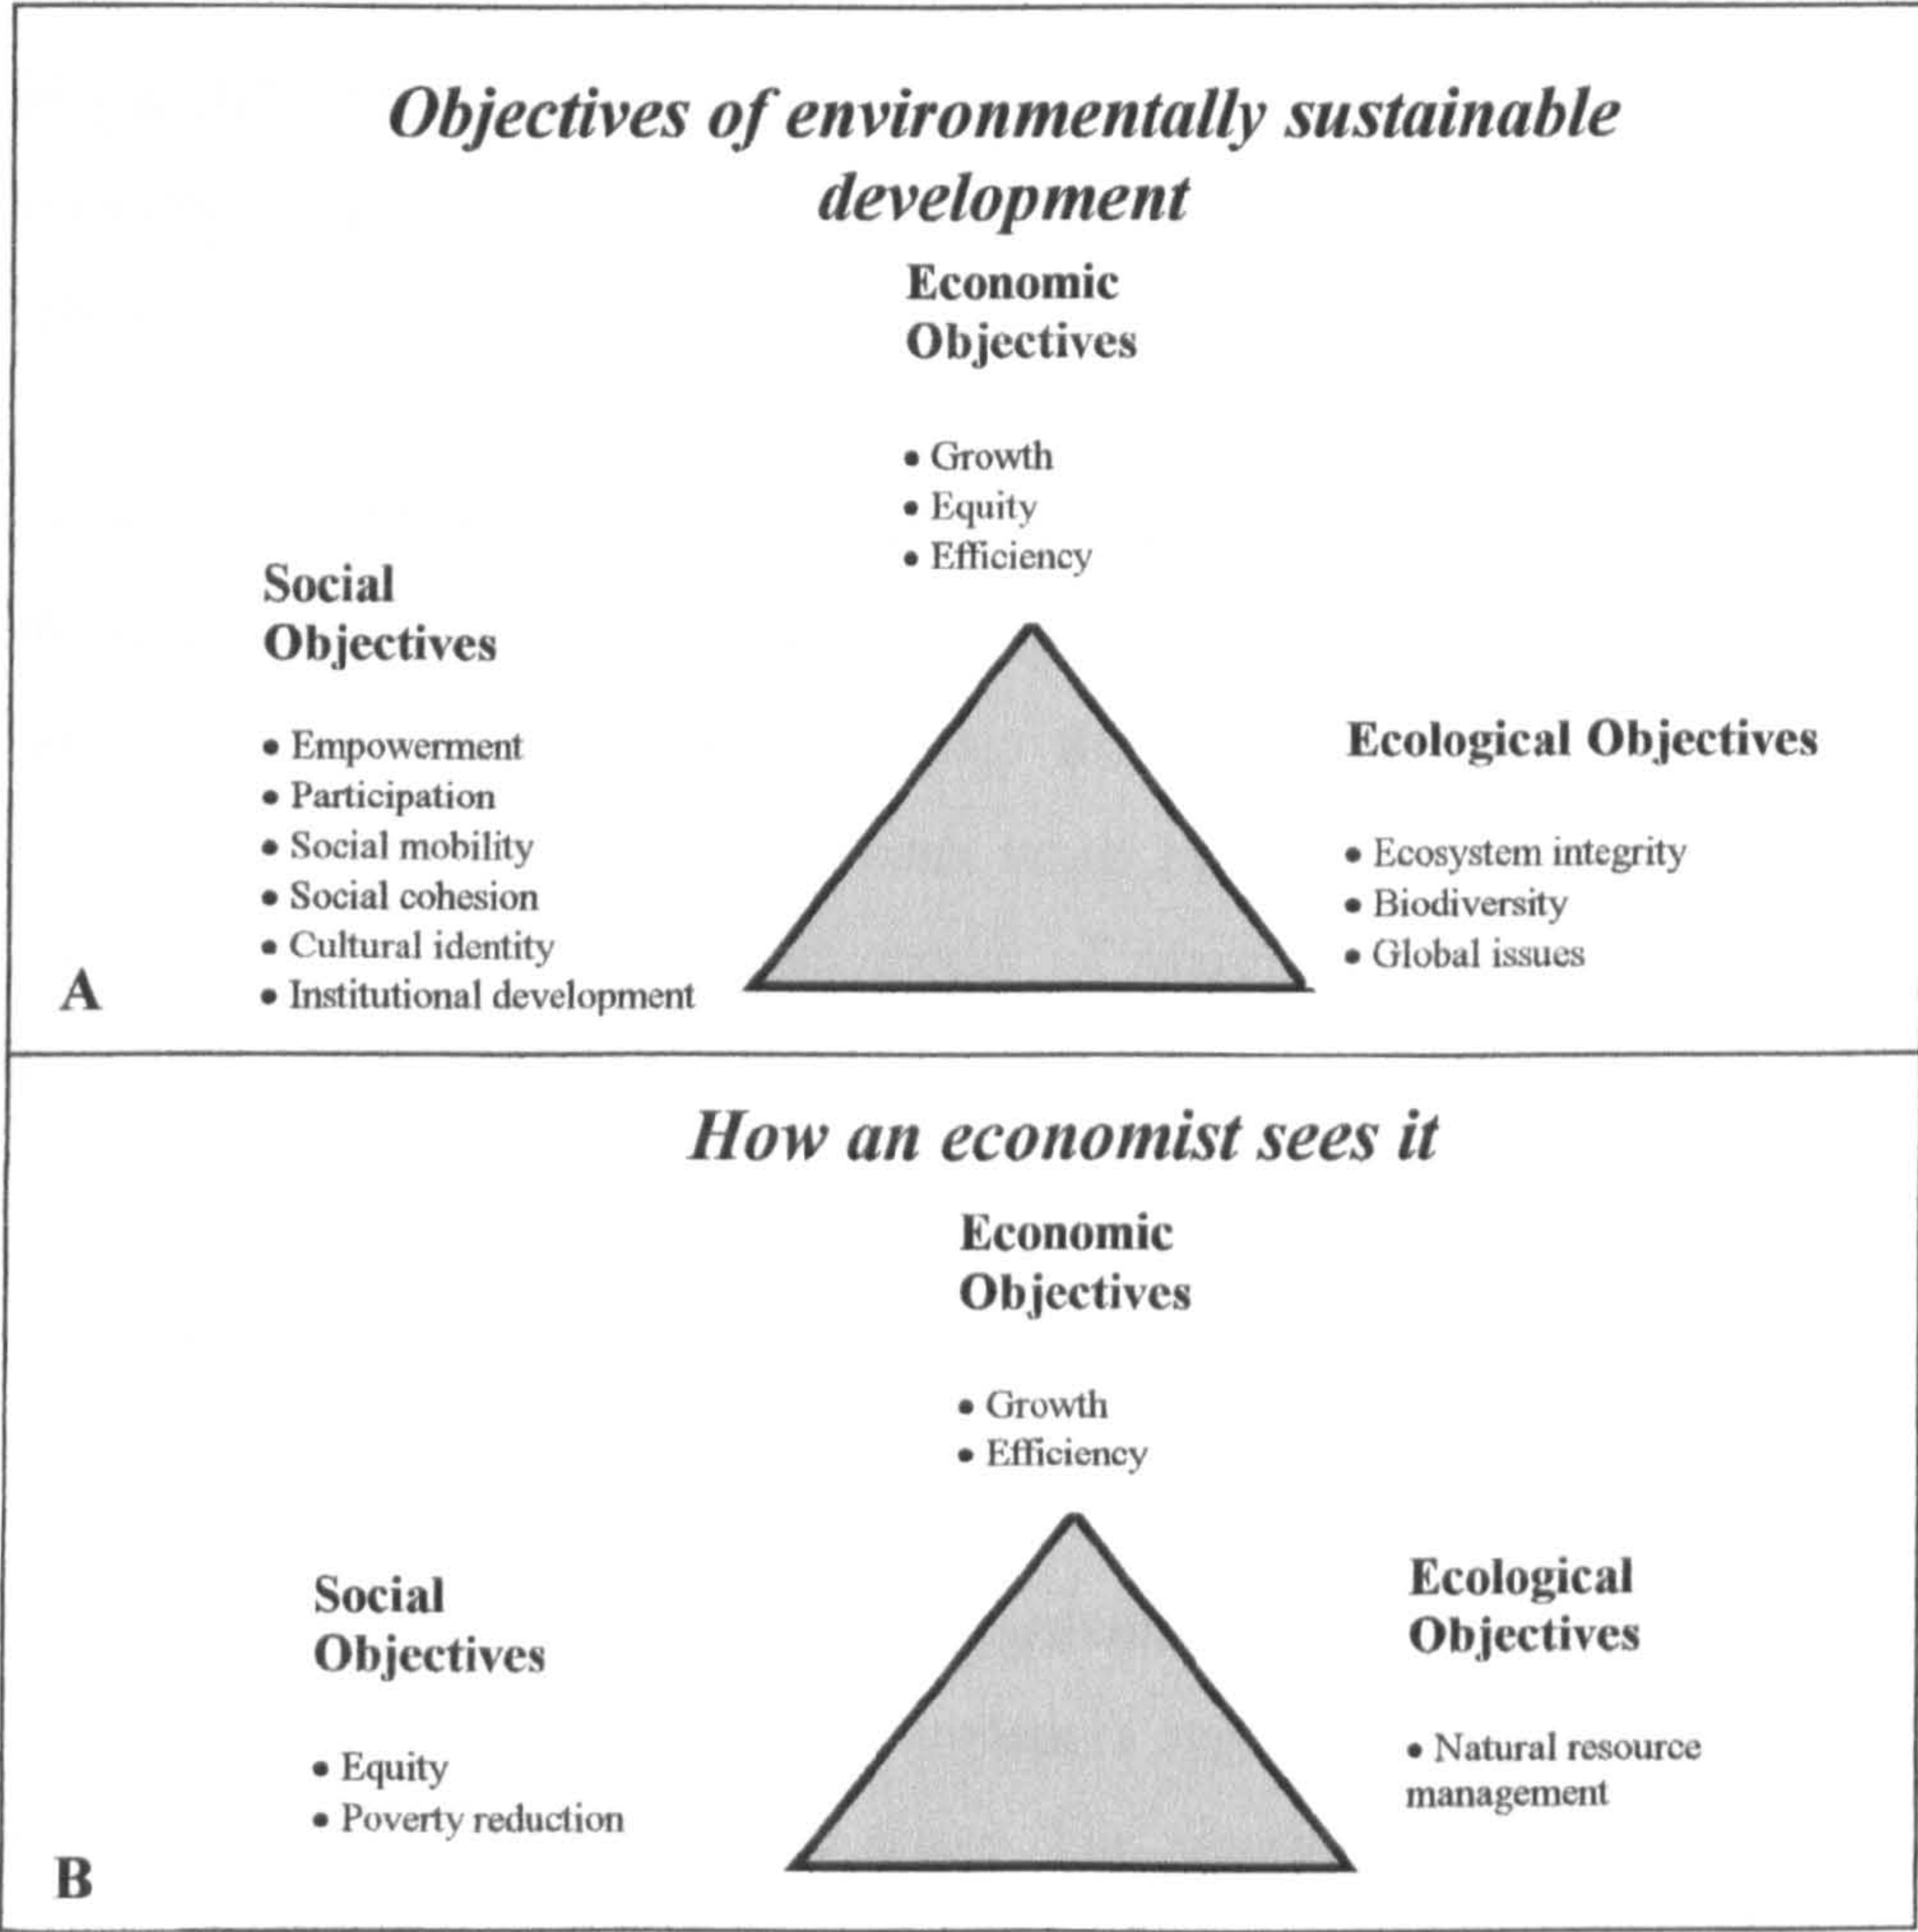 Objectives of environmentally sustainable
development
Economic
Objectives
• Growth
• Equity
• Efficiency
Social
Objectives
• Empowerment
• Participation
• Social mobility
• Social cohesion
• Cultural identity
• Institutional development
Ecological Objectives
• Ecosystem integrity
• Biodiversity
• Global issues
A
How an economist sees it
Economic
Objectives
• Growth
• Efficiency
Social
Objectives
• Equity
• Poverty reduction
Ecological
Objectives
• Natural resource
management
B